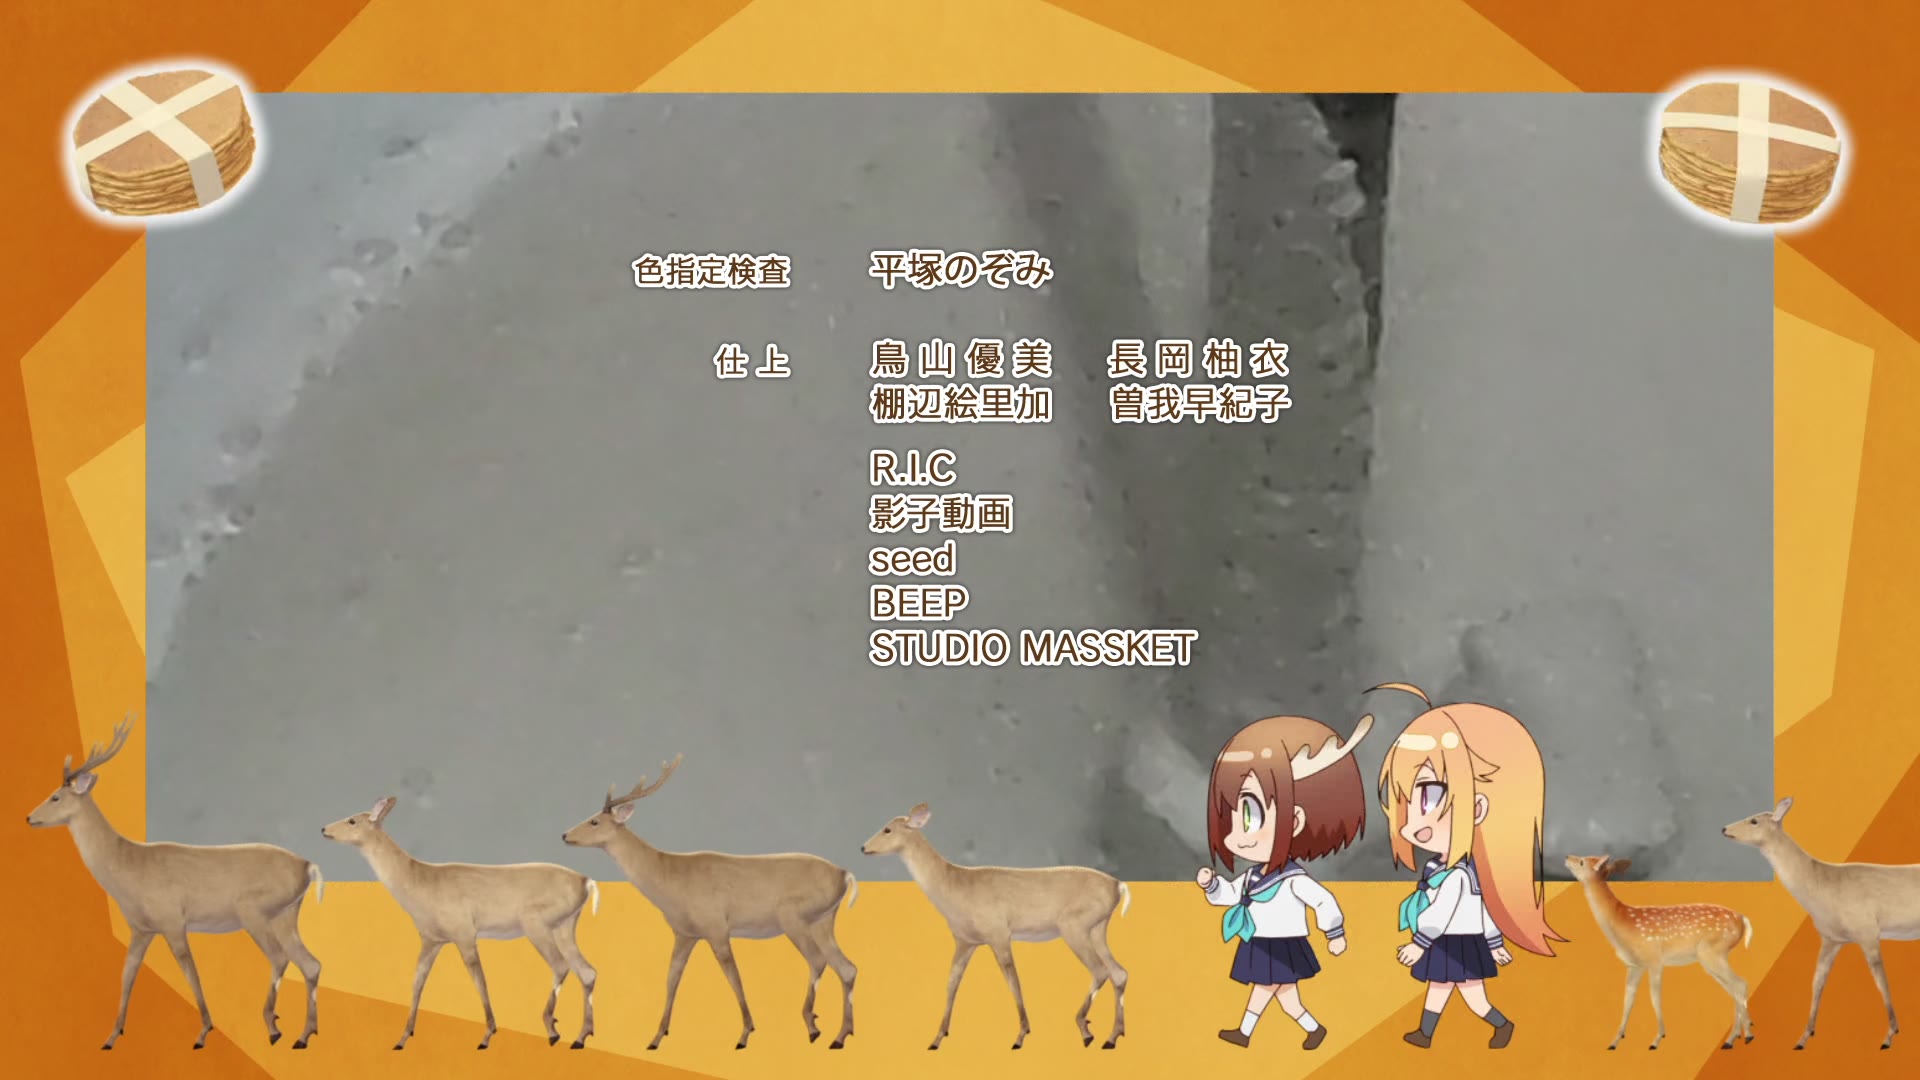 色指定検査 平塚のぞみ
仕上 鳥山優美 長岡柚衣
棚辺絵里加 曽我早紀子
R.I.C
影子動画
seed
BEEP
STUDIO MASSKET